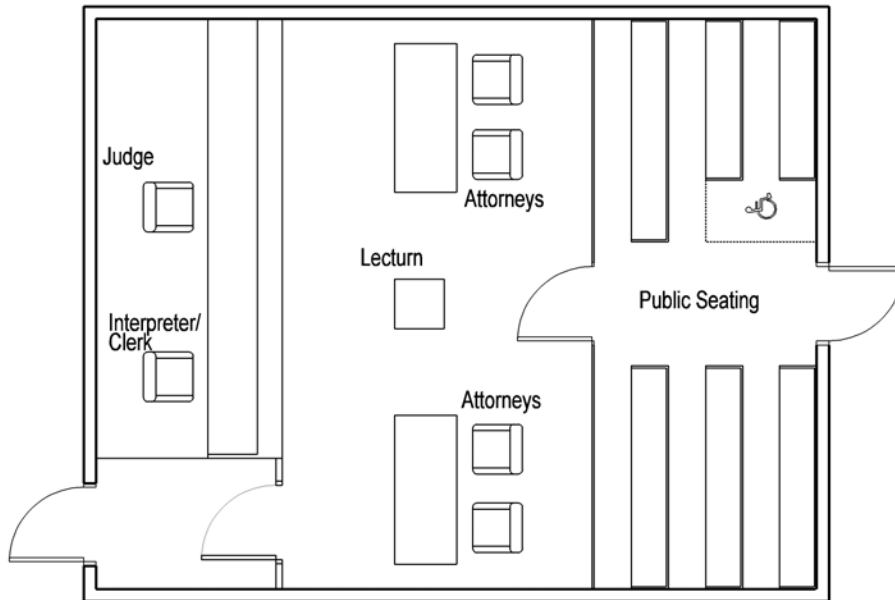 Judge
Attorneys
Lecturn
Public Seating
Interpreter/
Clerk
Attorneys